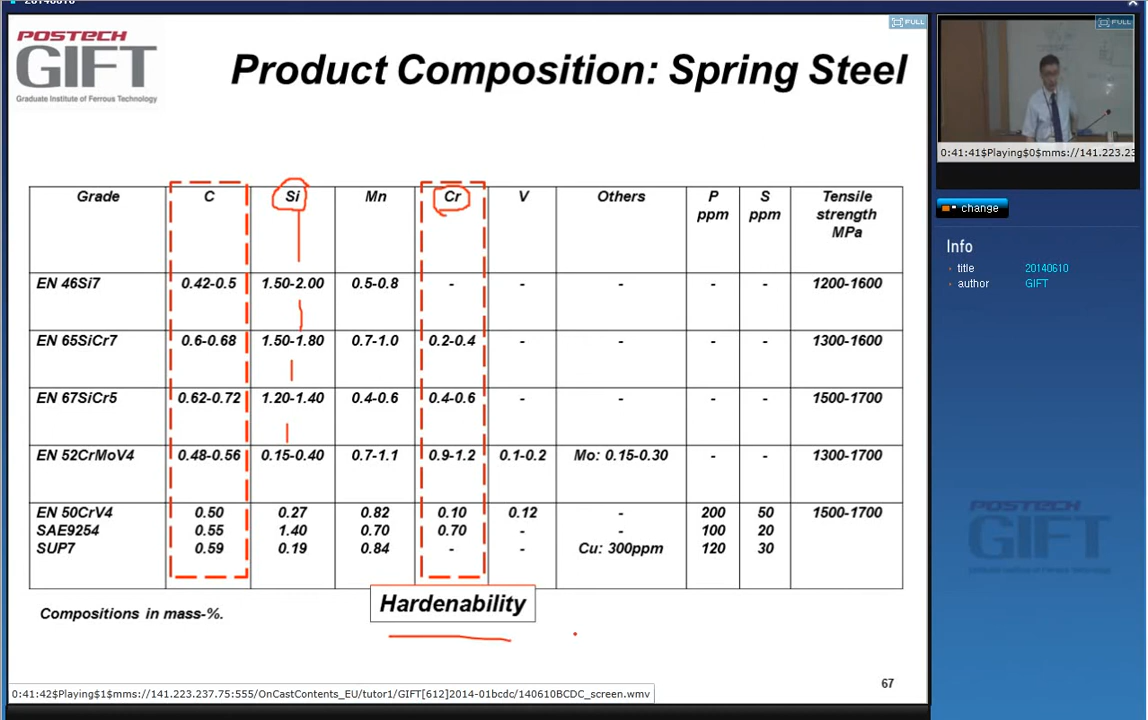 POSTECH
GIFT
Graduate Institute of Ferrous Technology
Product Composition: Spring Steel
FULL
Grade C Si Mn Cr V Others P ppm S ppm Tensile strength MPa
EN 46Si7 0.42-0.5 1.50-2.00 0.5-0.8 - - - - - 1200-1600
EN 65SiCr7 0.6-0.68 1.50-1.80 0.7-1.0 0.2-0.4 - - - - 1300-1600
EN 67SiCr5 0.62-0.72 1.20-1.40 0.4-0.6 0.4-0.6 - - - - 1500-1700
EN 52CrMoV4 0.48-0.56 0.15-0.40 0.7-1.1 0.9-1.2 0.1-0.2 Mo: 0.15-0.30 - - 1300-1700
EN 50CrV4 0.50 0.27 0.82 0.10 0.12 - 200 50 1500-1700
SAE9254 0.55 1.40 0.70 0.70 - - 100 20
SUP7 0.59 0.19 0.84 - - Cu: 300ppm 120 30
Hardenability
Compositions in mass-%.
67
0:41:42$Playing$1$mms://141.223.237.75:555/OnCastContents_EU/tutor1/GIFT[612]2014-01bcdc/140610BCDC_screen.wmv
FULL
0:41:41$Playing$0$mms://141.223.23
change
Info
title 20140610
author GIFT
POSTECH
GIFT